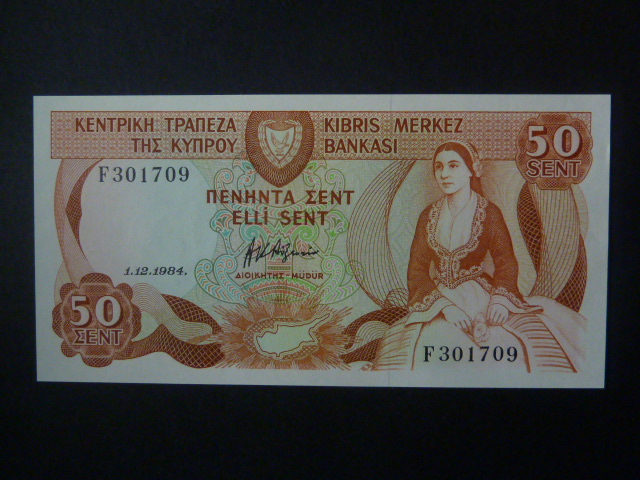 ΚΕΝΤΡΙΚΗ ΤΡΑΠΕΖΑ
ΤΗΣ ΚΥΠΡΟΥ
KIBRIS MERKEZ
BANKASI
50
SENT
F301709
ΠΕΝΗΝΤΑ ΣΕΝΤ
ELLİ SENT
1.12.1984.
ΔΙΟΙΚΗΤΗΣ - MÜDÜR
50
ΣΕΝΤ
F301709